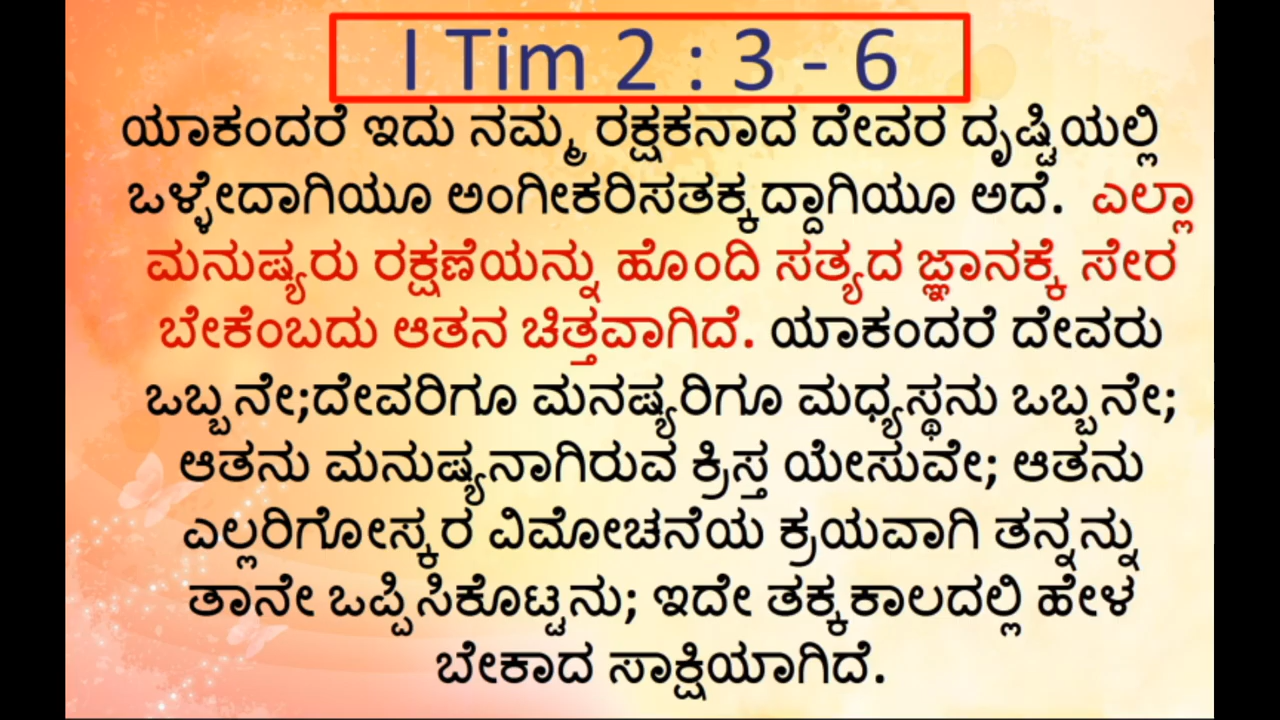 I Tim 2 : 3 - 6
ಯಾಕಂದರೆ ಇದು ನಮ್ಮ ರಕ್ಷಕನಾದ ದೇವರ ದೃಷ್ಟಿಯಲ್ಲಿ
ಒಳ್ಳೇದಾಗಿಯೂ ಅಂಗೀಕರಿಸತಕ್ಕದ್ದಾಗಿಯೂ ಅದೆ. ಎಲ್ಲಾ
ಮನುಷ್ಯರು ರಕ್ಷಣೆಯನ್ನು ಹೊಂದಿ ಸತ್ಯದ ಜ್ಞಾನಕ್ಕೆ ಸೇರ
ಬೇಕೆಂಬದು ಆತನ ಚಿತ್ತವಾಗಿದೆ. ಯಾಕಂದರೆ ದೇವರು
ಒಬ್ಬನೇ;ದೇವರಿಗೂ ಮನಷ್ಯರಿಗೂ ಮಧ್ಯಸ್ಥನು ಒಬ್ಬನೇ;
ಆತನು ಮನುಷ್ಯನಾಗಿರುವ ಕ್ರಿಸ್ತ ಯೇಸುವೇ; ಆತನು
ಎಲ್ಲರಿಗೋಸ್ಕರ ವಿಮೋಚನೆಯ ಕ್ರಯವಾಗಿ ತನ್ನನ್ನು
ತಾನೇ ಒಪ್ಪಿಸಿಕೊಟ್ಟನು; ಇದೇ ತಕ್ಕಕಾಲದಲ್ಲಿ ಹೇಳ
ಬೇಕಾದ ಸಾಕ್ಷಿಯಾಗಿದೆ.